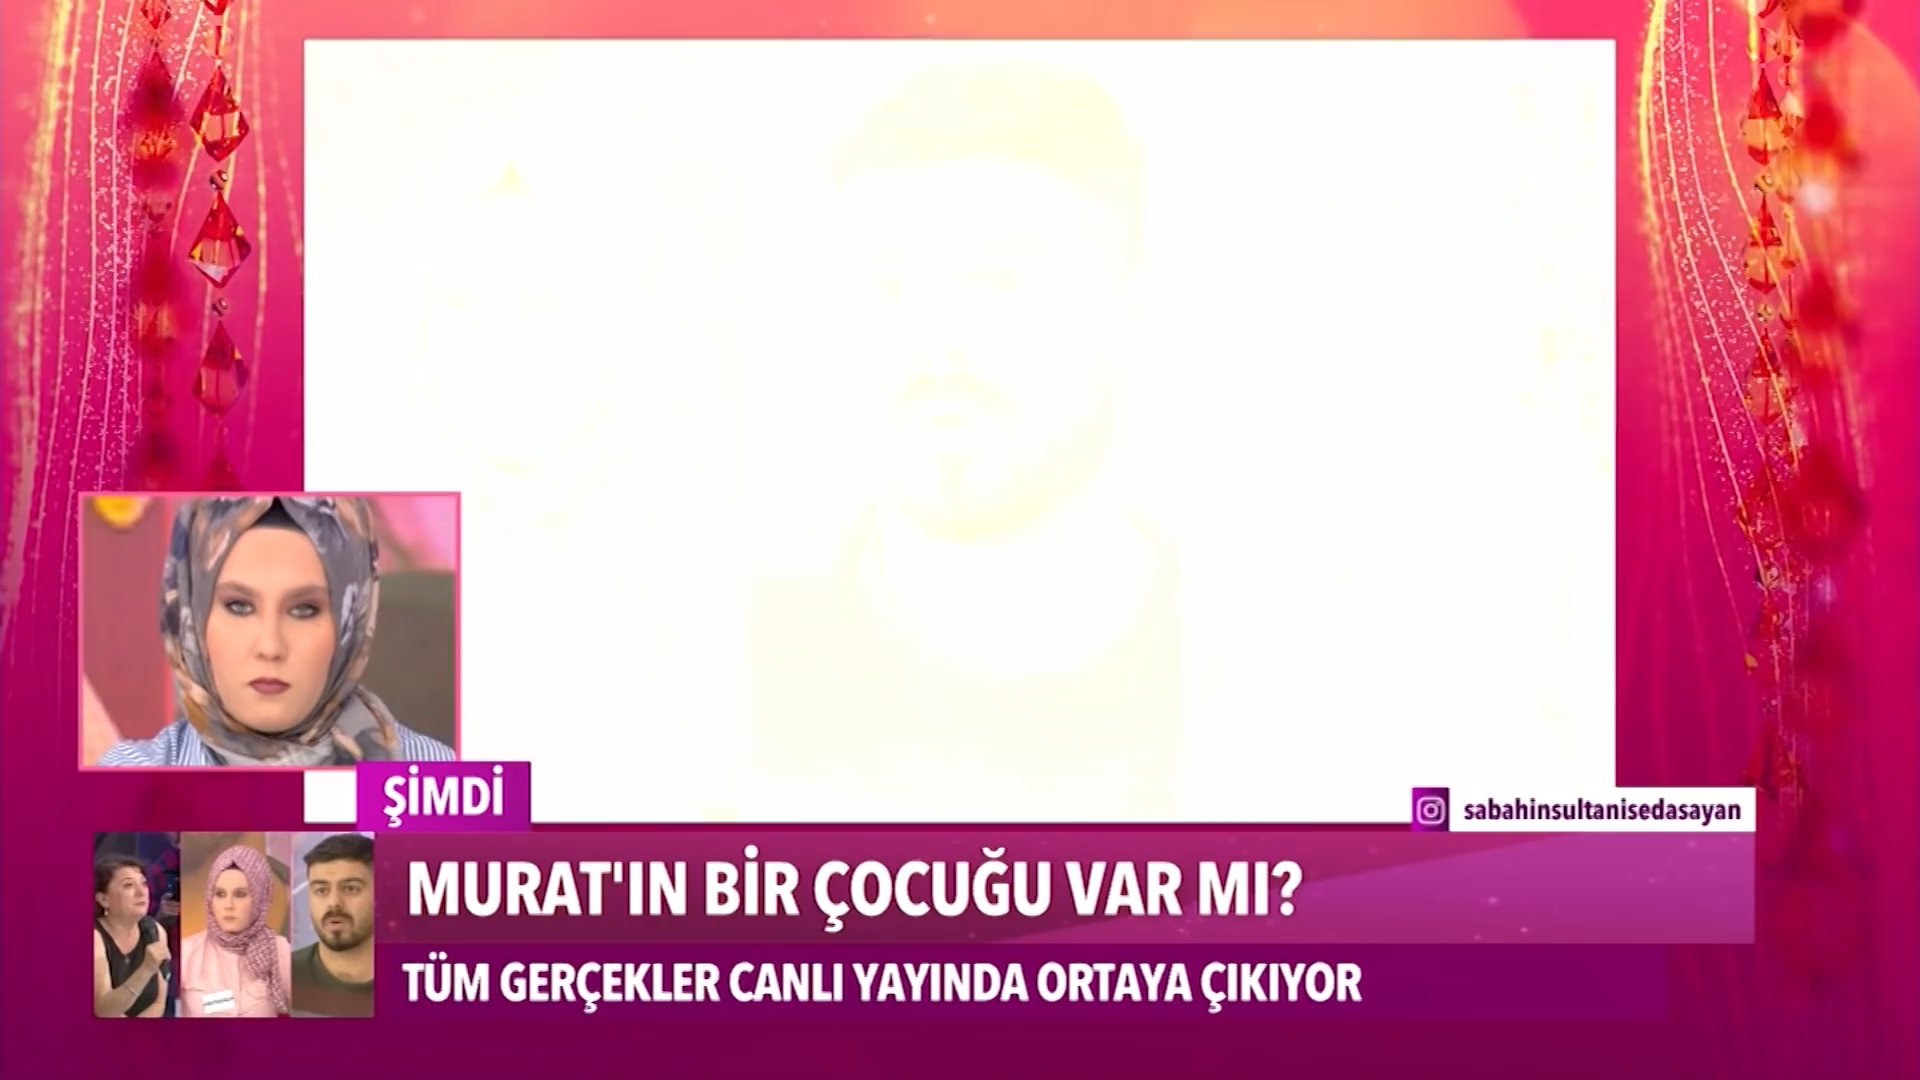 ŞİMDİ
sabahinsultanisedasayan
MURAT'IN BİR ÇOCUĞU VAR MI?
TÜM GERÇEKLER CANLI YAYINDA ORTAYA ÇIKIYOR